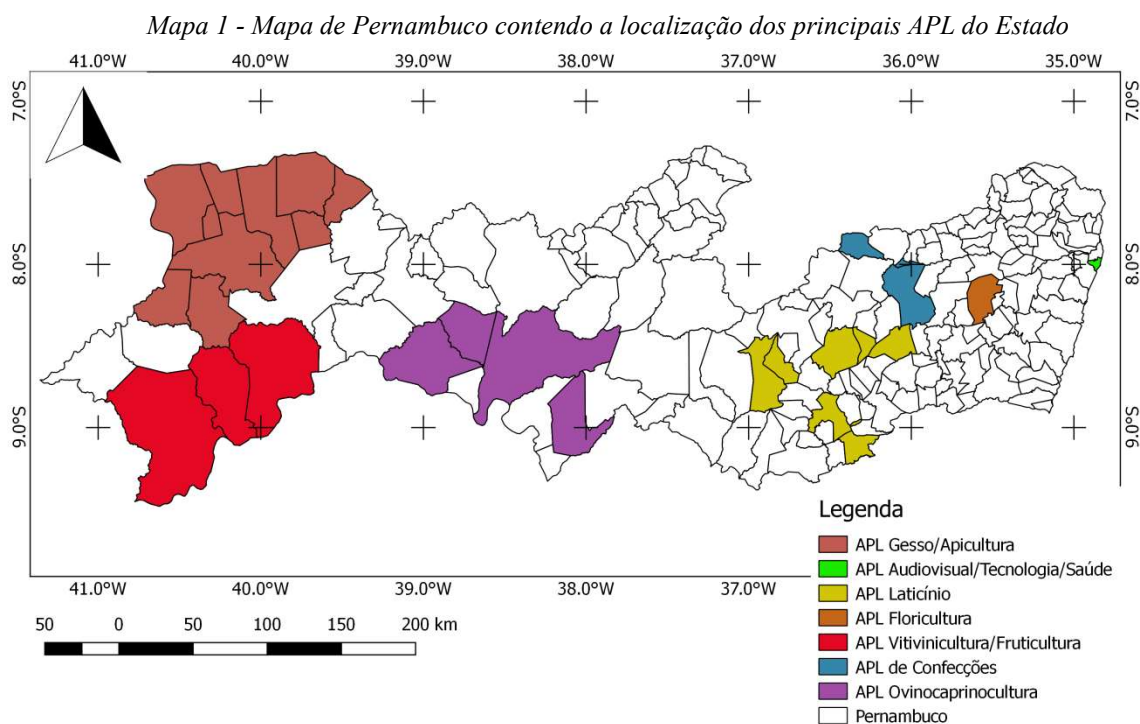 Mapa 1 - Mapa de Pernambuco contendo a localização dos principais APL do Estado
41.0°W 40.0°W 39.0°W 38.0°W 37.0°W 36.0°W 35.0°W
7.0°S 7.0°S
8.0°S 8.0°S
9.0°S 9.0°S
41.0°W 40.0°W 39.0°W 38.0°W 37.0°W
50 0 50 100 150 200 km
Legenda
APL Gesso/Apicultura
APL Audiovisual/Tecnologia/Saúde
APL Laticínio
APL Floricultura
APL Vitivinicultura/Fruticultura
APL de Confecções
APL Ovinocaprinocultura
Pernambuco